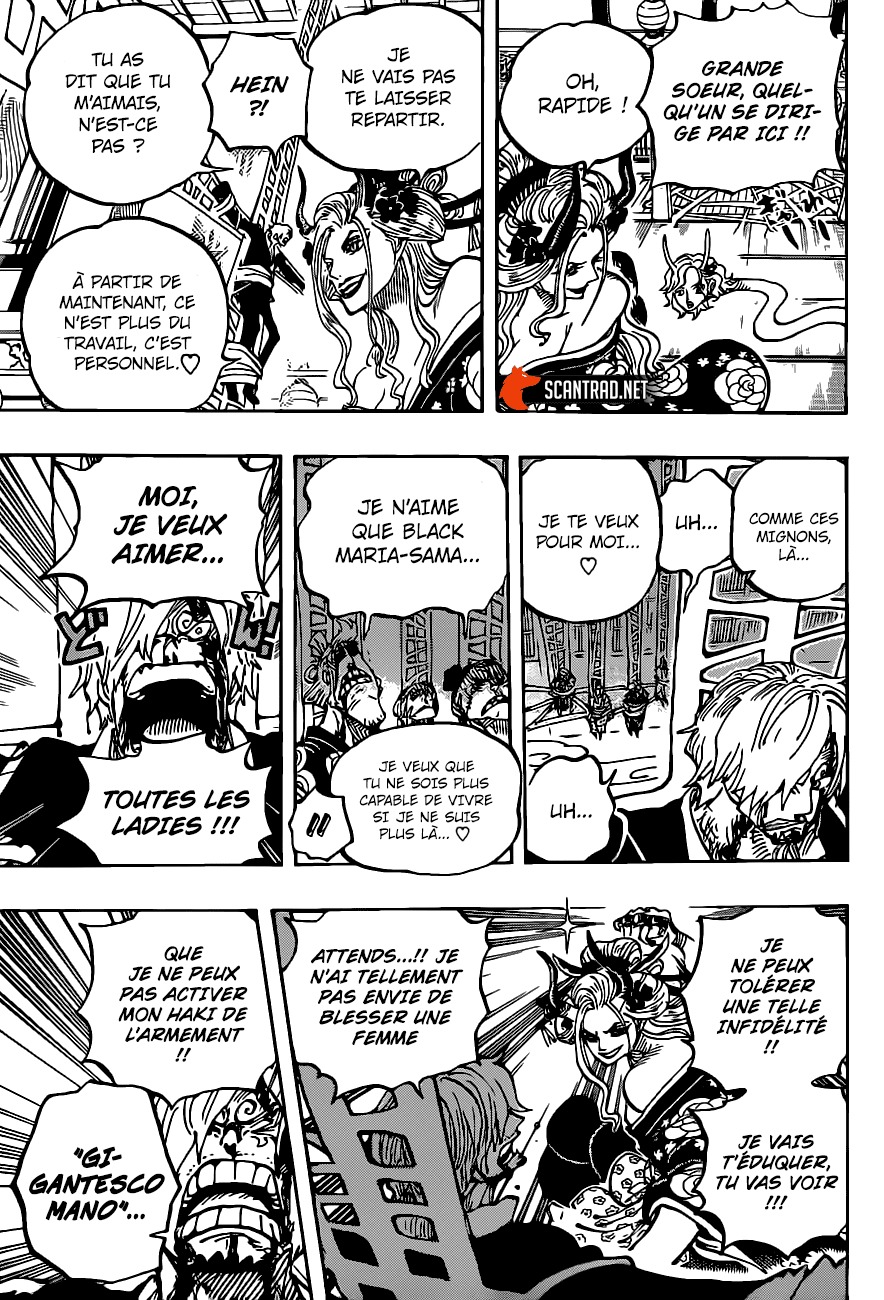 GRANDE
SOEUR, QUEL-
QU'UN SE DIRI-
GE PAR ICI !!
OH,
RAPIDE !
JE
NE VAIS PAS
TE LAISSER
REPARTIR.
HEIN
?!
TU AS
DIT QUE TU
M'AIMAIS,
N'EST-CE
PAS ?
À PARTIR DE
MAINTENANT, CE
N'EST PLUS DU
TRAVAIL, C'EST
PERSONNEL.♡
SCANTRAD.NET
COMME CES
MIGNONS,
LÀ...
UH...
JE TE VEUX
POUR MOI...
♡
UH...
JE N'AIME
QUE BLACK
MARIA-SAMA...
JE VEUX QUE
TU NE SOIS PLUS
CAPABLE DE VIVRE
SI JE NE SUIS
PLUS LÀ... ♡
!!
MOI,
JE VEUX
AIMER...
ど ん!
TOUTES LES
LADIES !!!
JE
NE PEUX
TOLÉRER
UNE TELLE
INFIDÉLITÉ
!!
JE VAIS
T'ÉDUQUER,
TU VAS VOIR
!!!
ATTENDS...!! JE
N'AI TELLEMENT
PAS ENVIE DE
BLESSER UNE
FEMME
QUE
JE NE PEUX
PAS ACTIVER
MON HAKI DE
L'ARMEMENT
!!
"GI-
GANTESCO
MANO"...